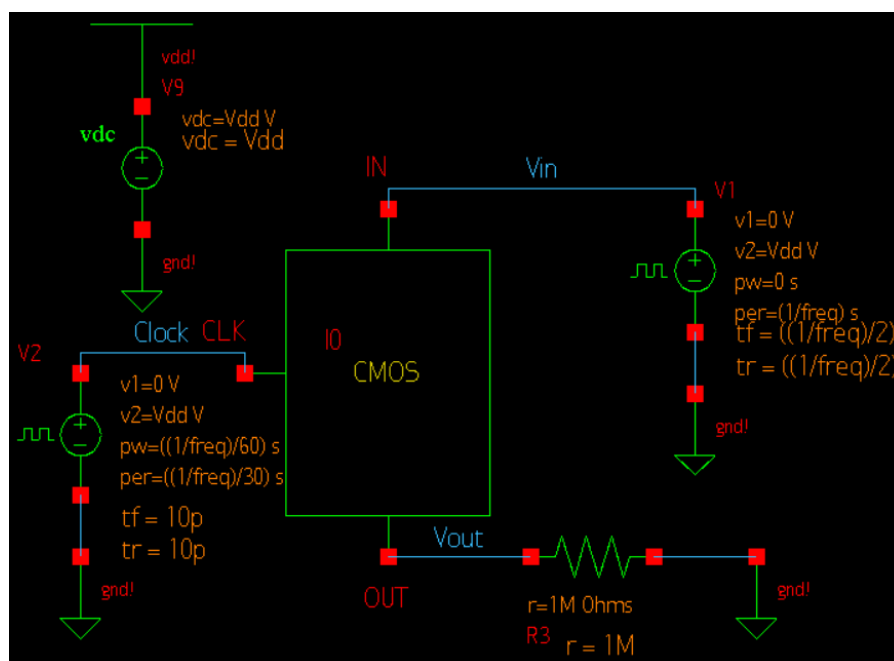 vdd!
V9
vdc=Vdd V
vdc
vdc = Vdd
gnd!
IN
Vin
V1
v1=0 V
v2=Vdd V
pw=0 s
per=(1/freq) s
tf = ((1/freq)/2)
tr = ((1/freq)/2)
gnd!
Clock
CLK
V2
v1=0 V
v2=Vdd V
pw=((1/freq)/60) s
per=((1/freq)/30) s
tf = 10p
tr = 10p
gnd!
I0
CMOS
Vout
OUT
r=1M Ohms
R3
r = 1M
gnd!